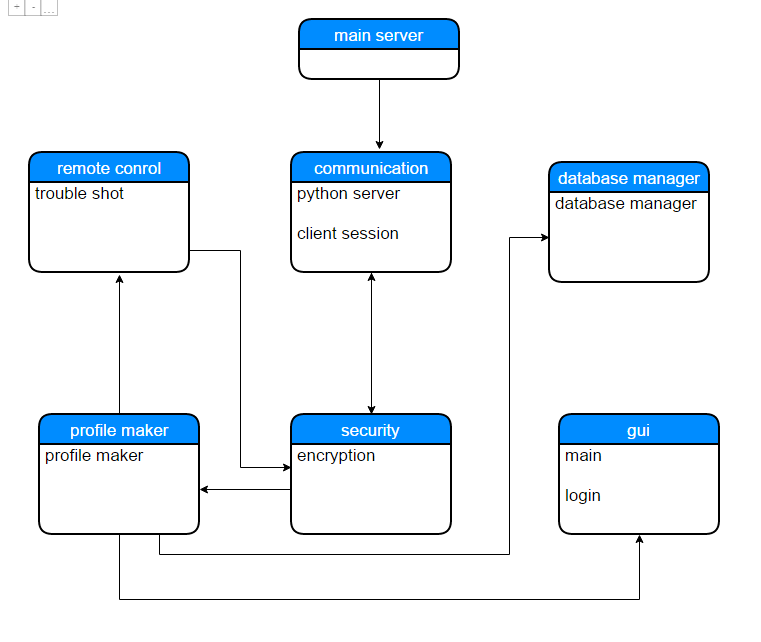 + - ...
main server
remote conrol
trouble shot
communication
python server
client session
database manager
database manager
profile maker
profile maker
security
encryption
gui
main
login